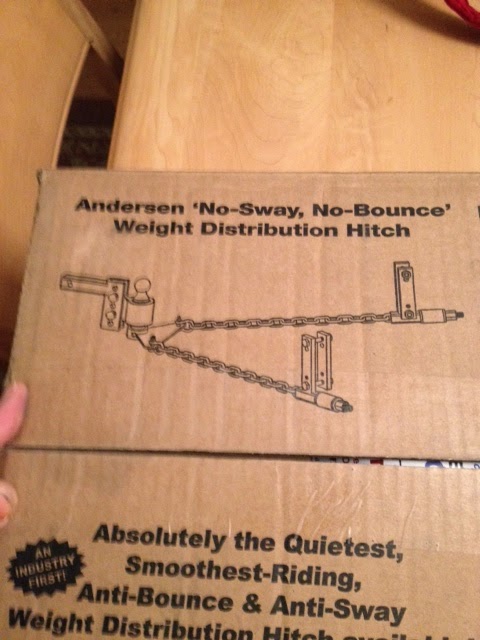 Andersen 'No-Sway, No-Bounce'
Weight Distribution Hitch
AN
INDUSTRY
FIRST!
Absolutely the Quietest,
Smoothest-Riding,
Anti-Bounce & Anti-Sway
Weight Distribution Hitch